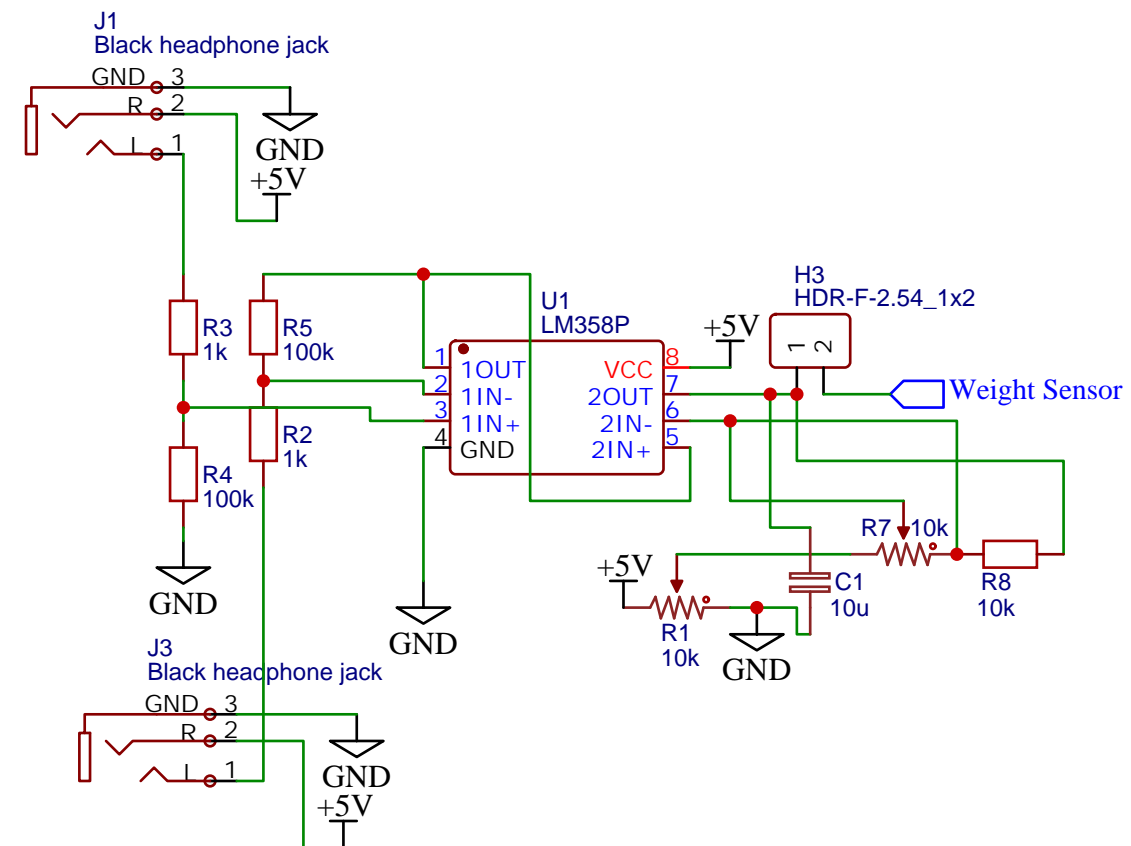 J1
Black headphone jack
GND 3
R 2
L 1
GND
+5V
R3
1k
R5
100k
R4
100k
R2
1k
GND
U1
LM358P
1 1OUT
2 1IN-
3 1IN+
4 GND
VCC 8
2OUT 7
2IN- 6
2IN+ 5
+5V
GND
H3
HDR-F-2.54_1x2
1 2
Weight Sensor
R7 10k
R8
10k
C1
10u
+5V
R1
10k
GND
J3
Black headphone jack
GND 3
R 2
L 1
GND
+5V